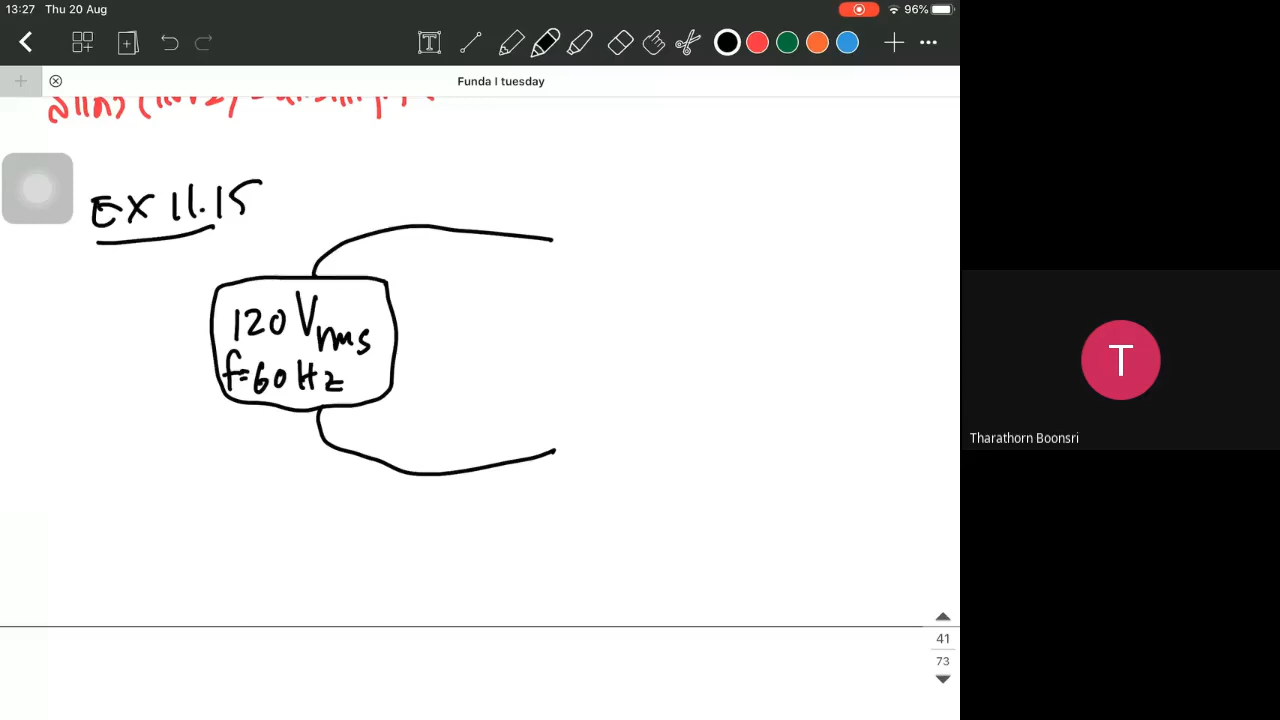 13:27 Thu 20 Aug
96%
Funda I tuesday
EX 11.15
120 Vrms
f=60Hz
41
73
T
Tharathorn Boonsri